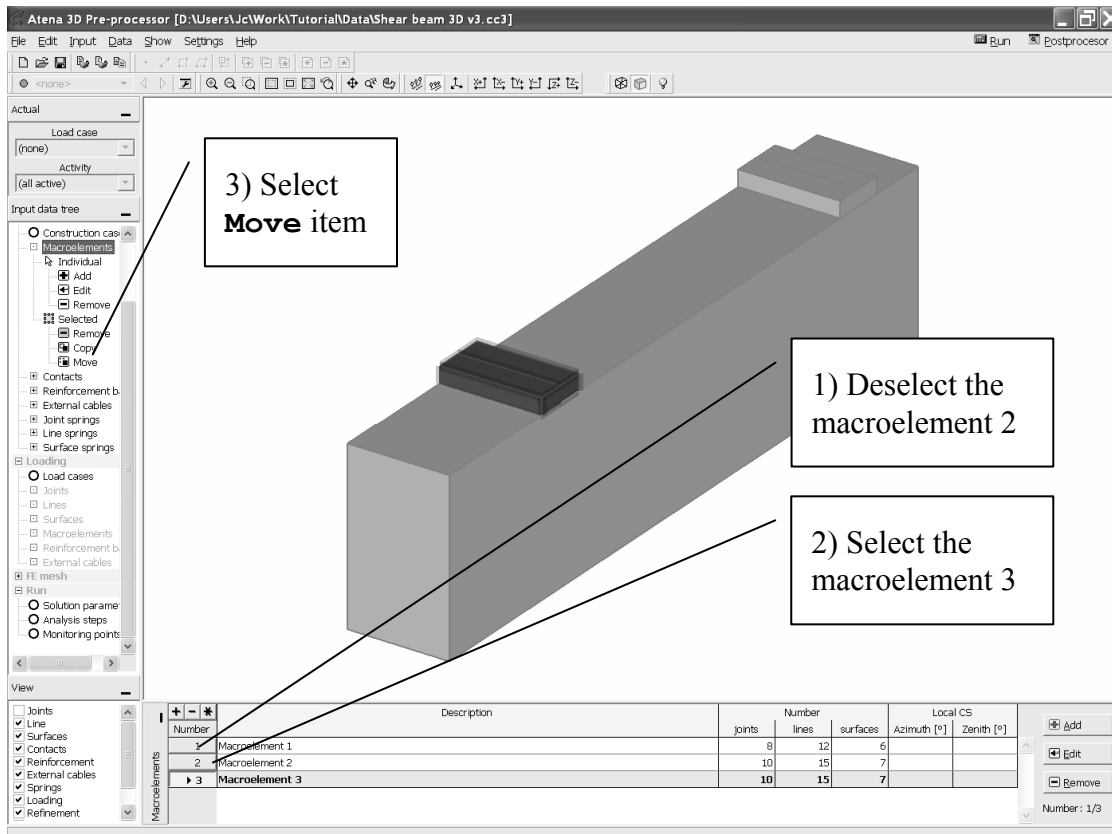 Atena 3D Pre-processor [D:\Users\Jc\Work\Tutorial\Data\Shear beam 3D v3.cc3]
File Edit Input Data Show Settings Help
Run Postprocesor
<none>
Actual
Load case
(none)
Activity
(all active)
Input data tree
Construction cas
Macroelements
Individual
Add
Edit
Remove
Selected
Remove
Copy
Move
Contacts
Reinforcement b
External cables
Joint springs
Line springs
Surface springs
Loading
Load cases
Joints
Lines
Surfaces
Macroelements
Reinforcement b
External cables
FE mesh
Run
Solution parame
Analysis steps
Monitoring points
3) Select
Move item
1) Deselect the
macroelement 2
2) Select the
macroelement 3
View
Joints
Line
Surfaces
Contacts
Reinforcement
External cables
Springs
Loading
Refinement
Macroelements
Number Description Number Local CS
joints lines surfaces Azimuth [º] Zenith [º]
1 Macroelement 1 8 12 6
2 Macroelement 2 10 15 7
3 Macroelement 3 10 15 7
Add
Edit
Remove
Number: 1/3